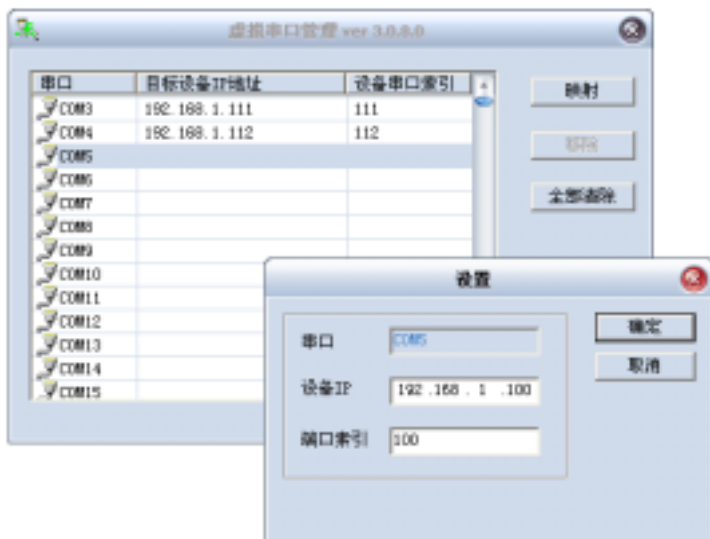 虚拟串口管理 ver 3.0.8.0
串口 目标设备IP地址 设备串口索引
COM3 192.168.1.111 111
COM4 192.168.1.112 112
COM5
COM6
COM7
COM8
COM9
COM10
COM11
COM12
COM13
COM14
COM15
映射
移除
全部清除
设置
串口 COM5
设备IP 192 .168 . 1 .100
端口索引 100
确定
取消